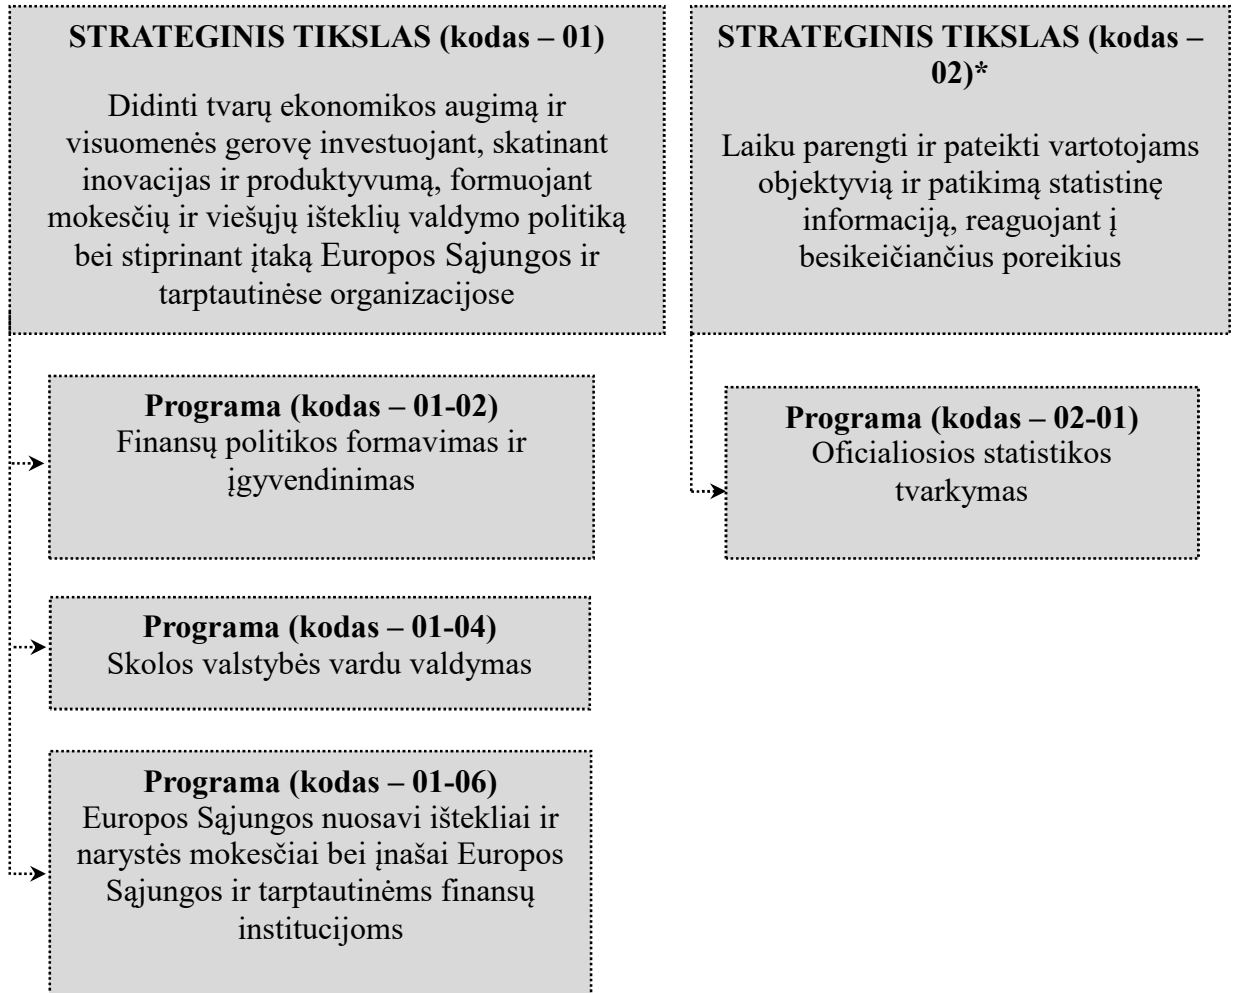 STRATEGINIS TIKSLAS (kodas – 01)
Didinti tvarų ekonomikos augimą ir
visuomenės gerovę investuojant, skatinant
inovacijas ir produktyvumą, formuojant
mokesčių ir viešųjų išteklių valdymo politiką
bei stiprinant įtaką Europos Sąjungos ir
tarptautinėse organizacijose
STRATEGINIS TIKSLAS (kodas –
02)*
Laiku parengti ir pateikti vartotojams
objektyvią ir patikimą statistinę
informaciją, reaguojant į
besikeičiančius poreikius
Programa (kodas – 01-02)
Finansų politikos formavimas ir
įgyvendinimas
Programa (kodas – 02-01)
Oficialiosios statistikos
tvarkymas
Programa (kodas – 01-04)
Skolos valstybės vardu valdymas
Programa (kodas – 01-06)
Europos Sąjungos nuosavi ištekliai ir
narystės mokesčiai bei įnašai Europos
Sąjungos ir tarptautinėms finansų
institucijoms